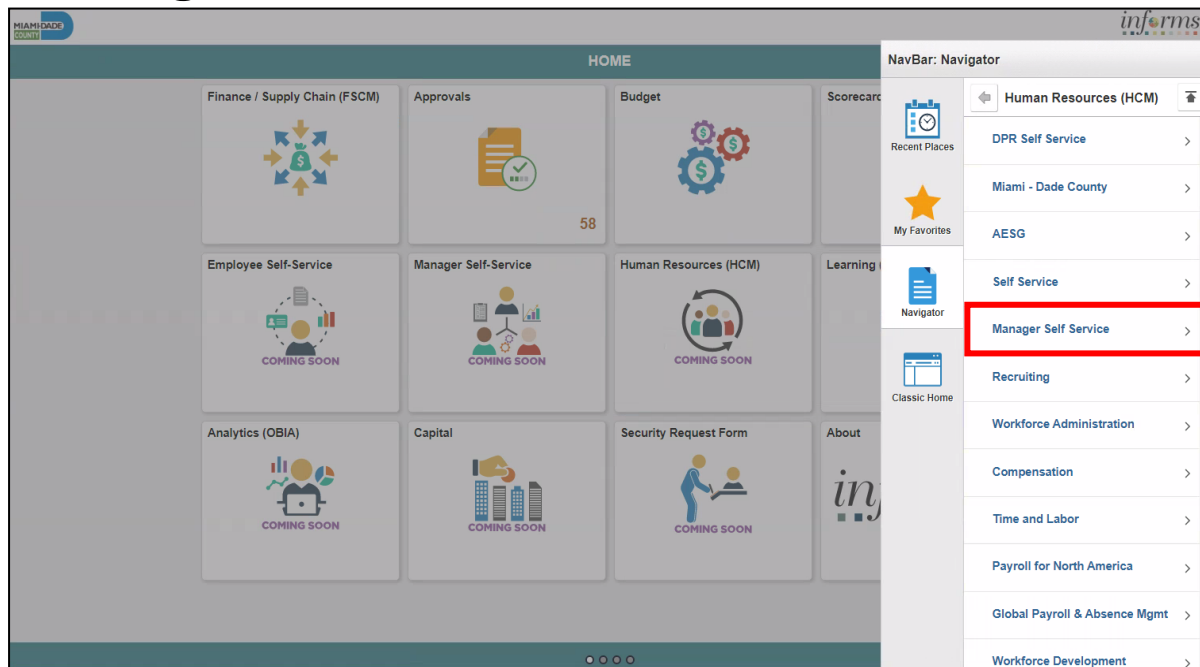 MIAMI-DADE
COUNTY
informs
HOME
NavBar: Navigator
Finance / Supply Chain (FSCM)
Approvals
58
Budget
Scorecard
Employee Self-Service
COMING SOON
Manager Self-Service
COMING SOON
Human Resources (HCM)
COMING SOON
Learning
Analytics (OBIA)
COMING SOON
Capital
COMING SOON
Security Request Form
COMING SOON
About
inf
Recent Places
My Favorites
Navigator
Classic Home
Human Resources (HCM)
DPR Self Service
Miami - Dade County
AESG
Self Service
Manager Self Service
Recruiting
Workforce Administration
Compensation
Time and Labor
Payroll for North America
Global Payroll & Absence Mgmt
Workforce Development